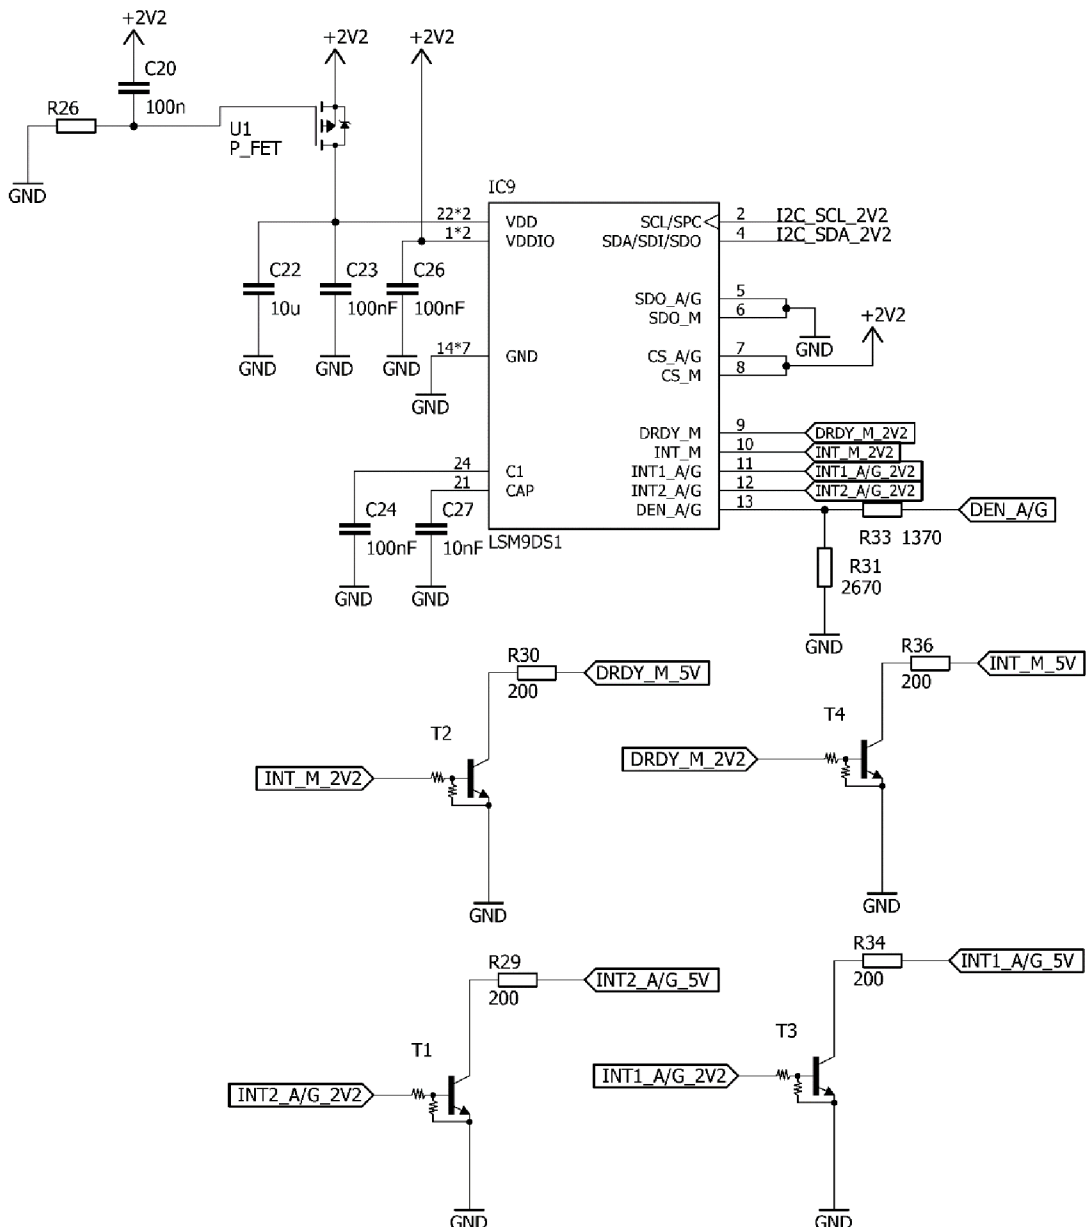 +2V2
+2V2
+2V2
C20
100n
R26
U1
P_FET
GND
IC9
22*2
VDD
SCL/SPC
2
I2C_SCL_2V2
1*2
VDDIO
SDA/SDI/SDO
4
I2C_SDA_2V2
C22
C23
C26
10u
100nF
100nF
SDO_A/G
5
SDO_M
6
+2V2
GND
GND
GND
GND
14*7
GND
CS_A/G
7
CS_M
8
GND
DRDY_M
9
DRDY_M_2V2
INT_M
10
INT_M_2V2
24
C1
INT1_A/G
11
INT1_A/G_2V2
21
CAP
INT2_A/G
12
INT2_A/G_2V2
DEN_A/G
13
DEN_A/G
C24
C27
100nF
10nF
LSM9DS1
R33 1370
R31
2670
GND
GND
GND
R30
200
DRDY_M_5V
R36
200
INT_M_5V
T2
T4
INT_M_2V2
DRDY_M_2V2
GND
GND
R29
200
INT2_A/G_5V
R34
200
INT1_A/G_5V
T1
T3
INT2_A/G_2V2
INT1_A/G_2V2
GND
GND